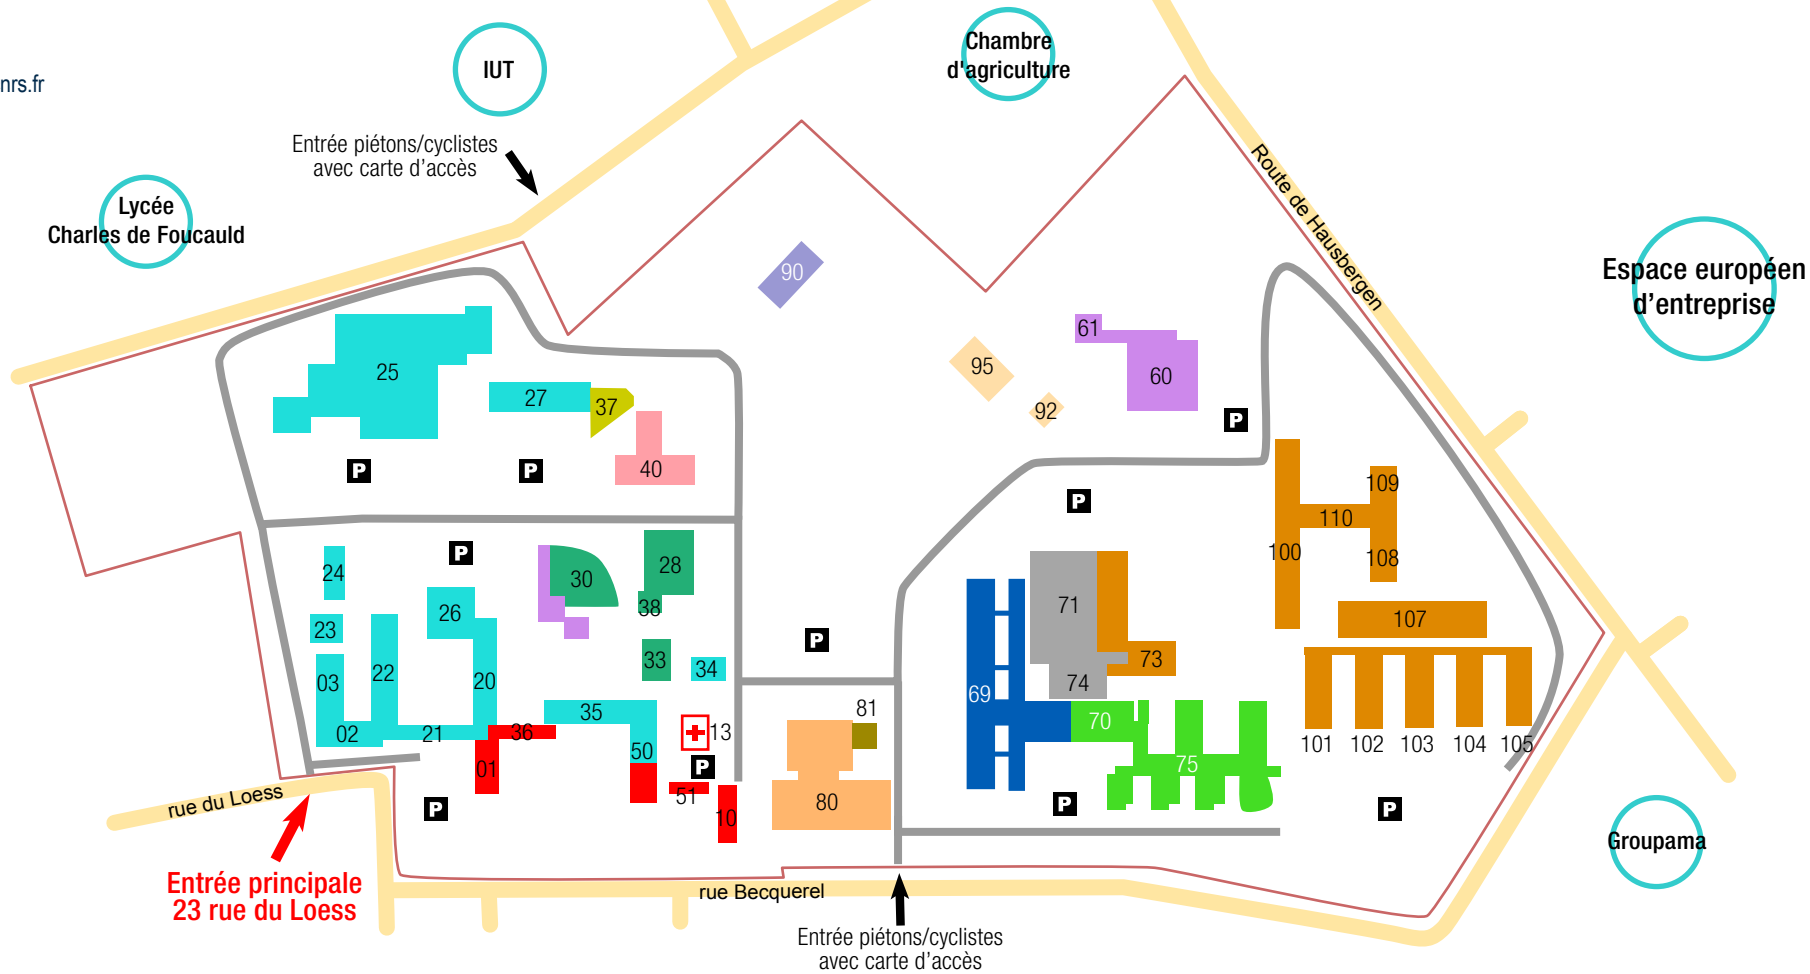 nrs.fr
IUT
Chambre
d'agriculture
Entrée piétons/cyclistes
avec carte d'accès
Lycée
Charles de Foucauld
Route de Hausbergen
Espace européen
d'entreprise
90
61
60
95
92
25
27
37
40
P
P
P
P
P
P
P
P
P
P
109
110
100
108
107
101
102
103
104
105
24
23
26
03
22
20
02
21
36
01
30
28
38
33
34
35
50
13
51
10
81
80
71
73
74
69
70
75
rue du Loess
Entrée principale
23 rue du Loess
rue Becquerel
Entrée piétons/cyclistes
avec carte d'accès
Groupama